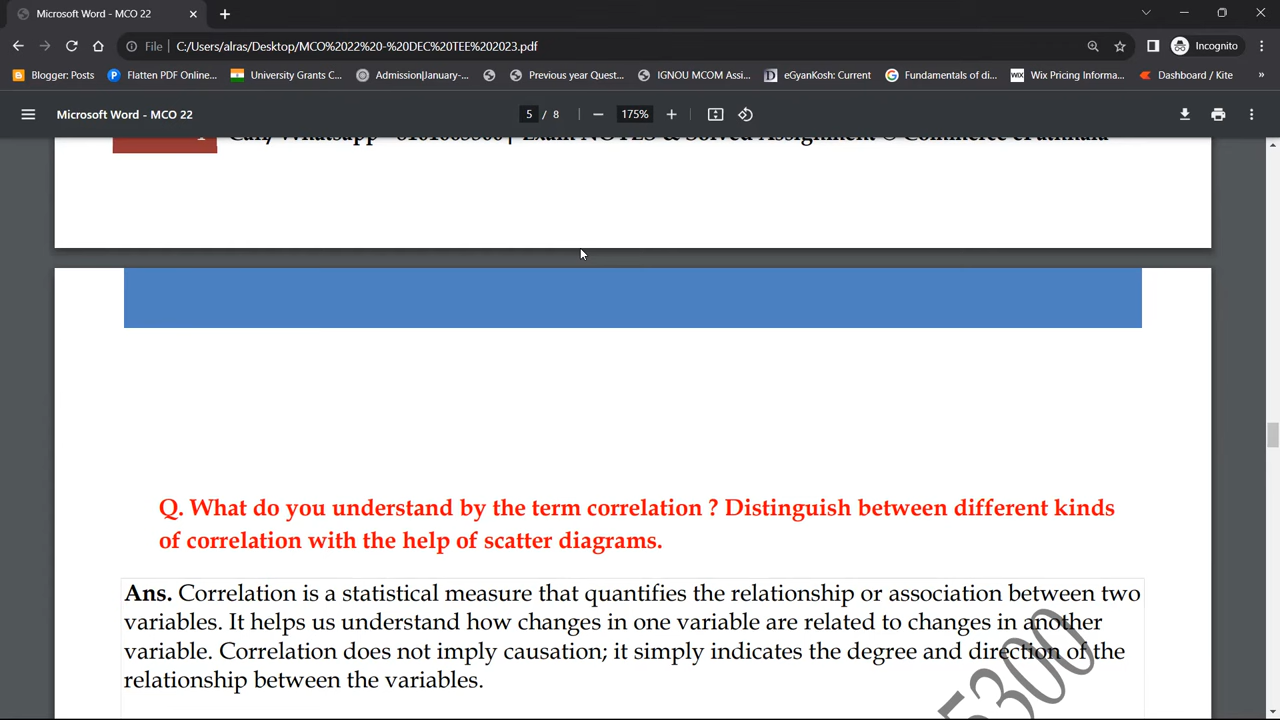 Microsoft Word - MCO 22
File C:/Users/alras/Desktop/MCO%2022%20-%20DEC%20TEE%202023.pdf Incognito
Blogger: Posts Flatten PDF Online... University Grants C... Admission|January-... Previous year Quest... IGNOU MCOM Assi... eGyanKosh: Current Fundamentals of di... Wix Pricing Informa... Dashboard / Kite »
Microsoft Word - MCO 22 5 / 8 175%
Exam NOTES & Solved Assignment
Q. What do you understand by the term correlation ? Distinguish between different kinds
of correlation with the help of scatter diagrams.
Ans. Correlation is a statistical measure that quantifies the relationship or association between two
variables. It helps us understand how changes in one variable are related to changes in another
variable. Correlation does not imply causation; it simply indicates the degree and direction of the
relationship between the variables.
5300